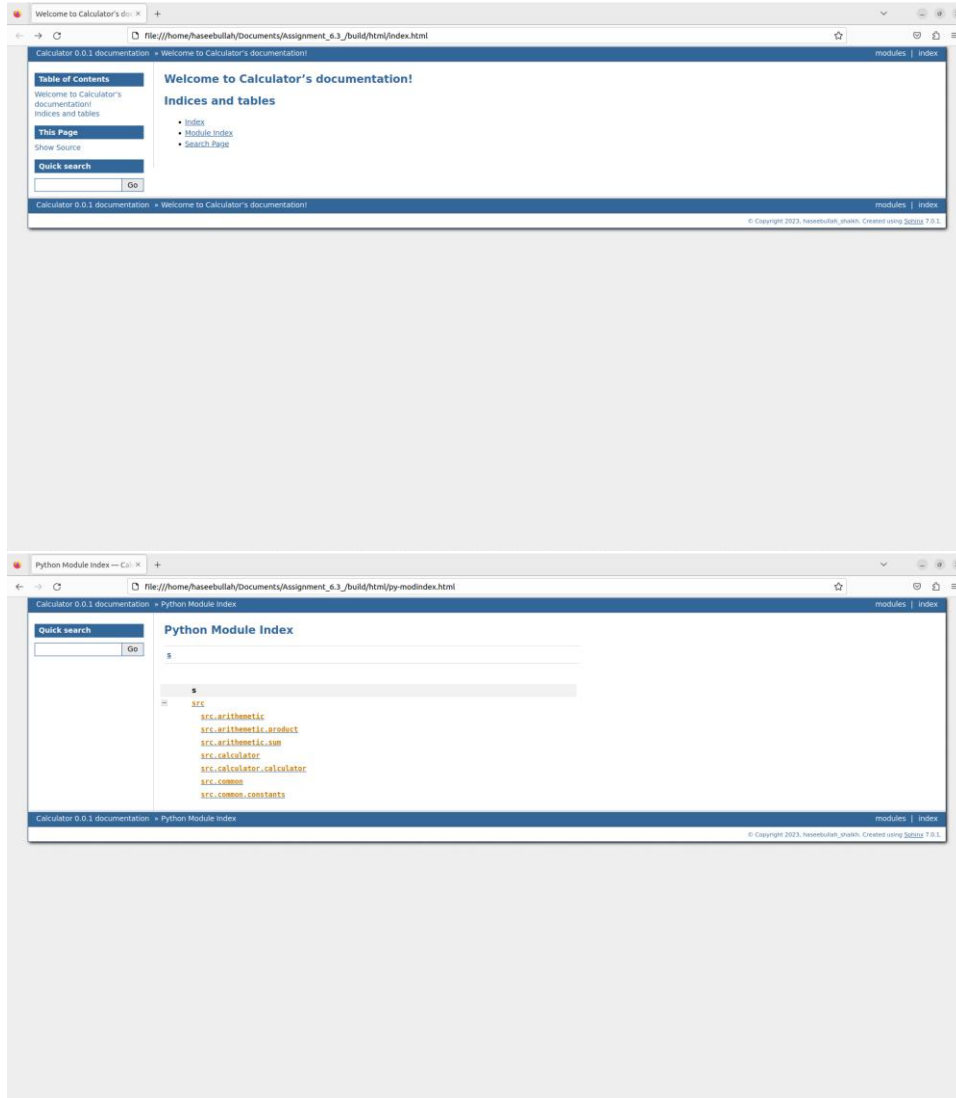 Welcome to Calculator's do
file:///home/haseebullah/Documents/Assignment_6.3_/build/html/index.html
Calculator 0.0.1 documentation » Welcome to Calculator's documentation!
modules | index
Table of Contents
Welcome to Calculator's
documentation!
Indices and tables
This Page
Show Source
Quick search
Go
Welcome to Calculator's documentation!
Indices and tables
• Index
• Module Index
• Search Page
Calculator 0.0.1 documentation » Welcome to Calculator's documentation!
modules | index
© Copyright 2023, haseebullah_shaikh. Created using Sphinx 7.0.1.
Python Module Index — Cal
file:///home/haseebullah/Documents/Assignment_6.3_/build/html/py-modindex.html
Calculator 0.0.1 documentation » Python Module Index
modules | index
Quick search
Go
Python Module Index
s
s
src
src.arithemetic
src.arithemetic.product
src.arithemetic.sum
src.calculator
src.calculator.calculator
src.common
src.common.constants
Calculator 0.0.1 documentation » Python Module Index
modules | index
© Copyright 2023, haseebullah_shaikh. Created using Sphinx 7.0.1.